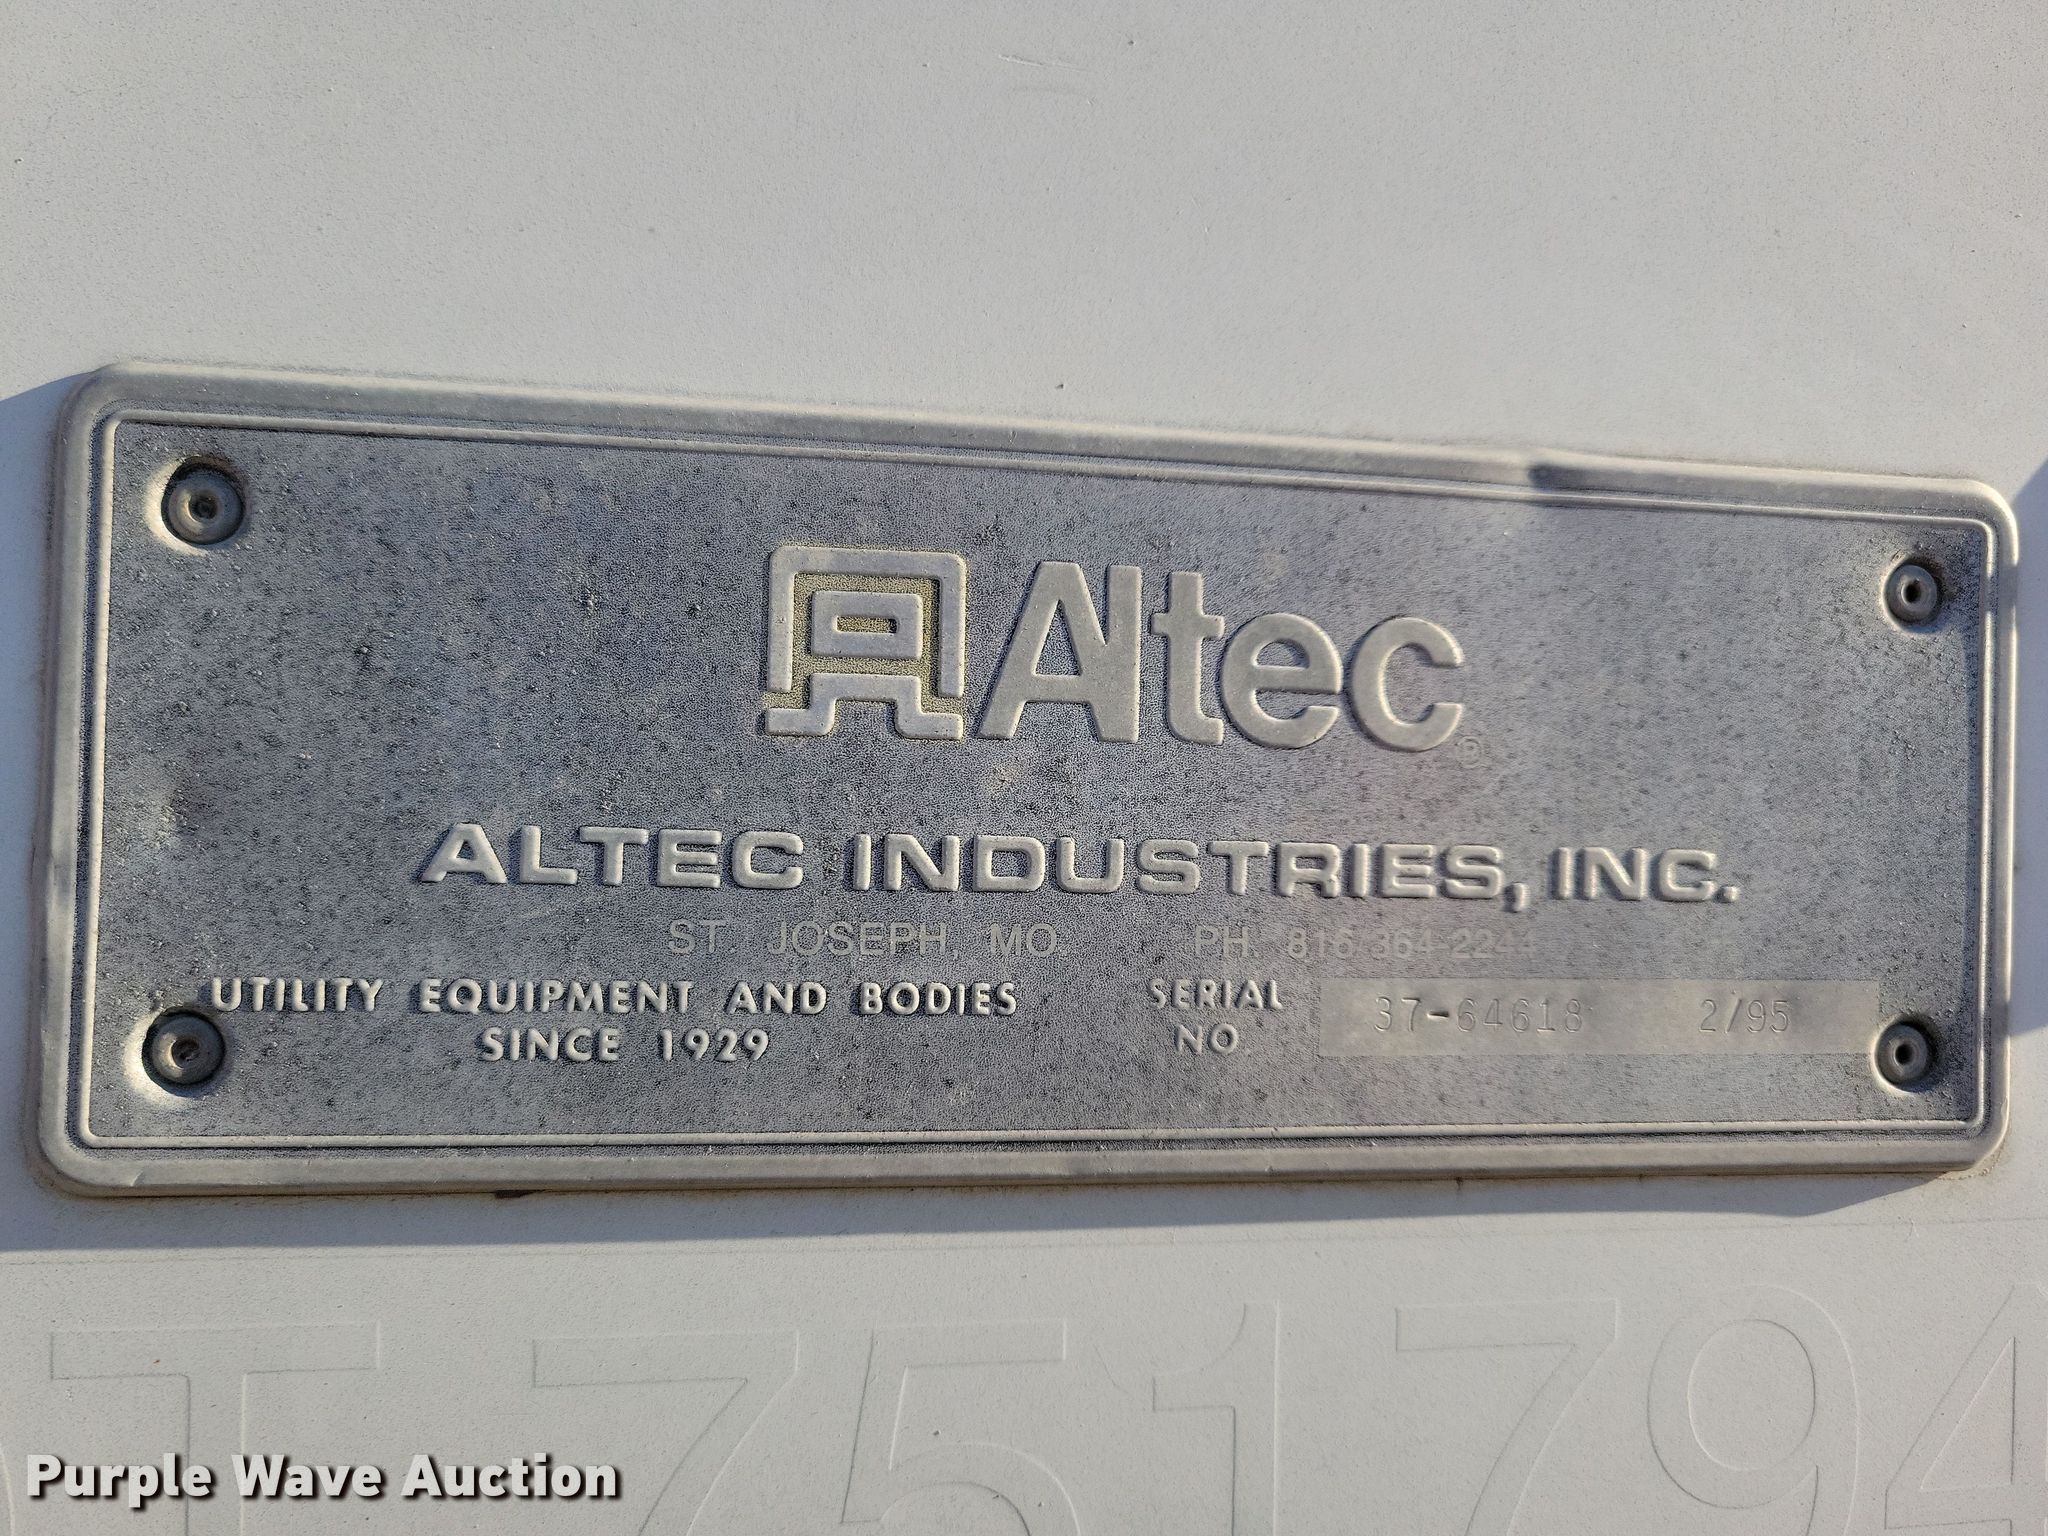 Altec®
ALTEC INDUSTRIES, INC.
ST. JOSEPH, MO. PH. 816-364-2244
UTILITY EQUIPMENT AND BODIES
SINCE 1929
SERIAL
NO
37-64618 2/95
T 751794
Purple Wave Auction